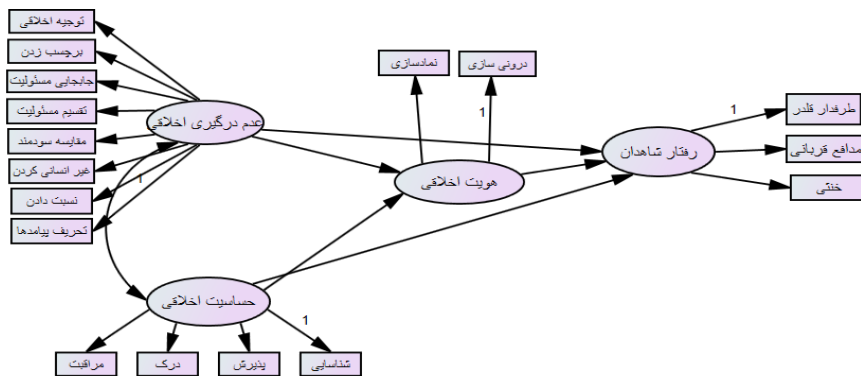 توجیه اخلاقی
برچسب زدن
جابجایی مسئولیت
تقسیم مسئولیت
مقایسه سودمند
غیر انسانی کردن
نسبت دادن
تحریف پیامدها
1
عدم درگیری اخلاقی
نمادسازی
درونی سازی
1
هویت اخلاقی
رفتار شاهدان
1
طرفدار قلدر
مدافع قربانی
خنثی
حساسیت اخلاقی
1
شناسایی
پذیرش
درک
مراقبت